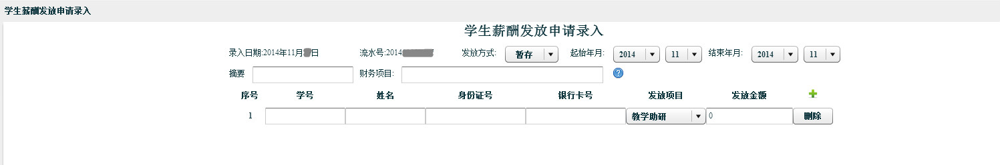 学生薪酬发放申请录入
学生薪酬发放申请录入
录入日期:2014年11月 日 流水号:2014 发放方式: 暂存 起始年月: 2014 11 结束年月: 2014 11
摘要 财务项目: ?
序号 学号 姓名 身份证号 银行卡号 发放项目 发放金额
1 教学助研 0 删除